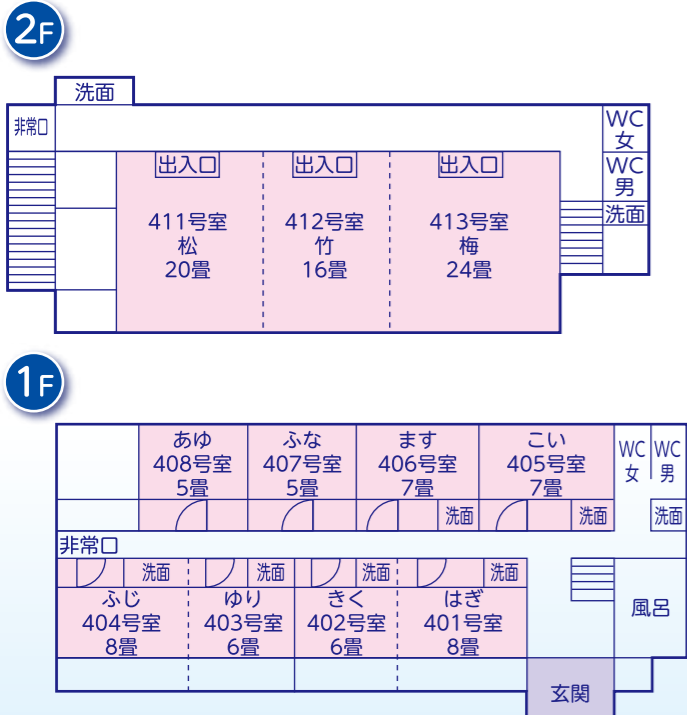 2F
洗面
非常口
WC
女
WC
男
洗面
出入口
411号室
松
20畳
出入口
412号室
竹
16畳
出入口
413号室
梅
24畳
1F
あゆ
408号室
5畳
ふな
407号室
5畳
ます
406号室
7畳
洗面
こい
405号室
7畳
洗面
WC
女
WC
男
洗面
非常口
洗面
ふじ
404号室
8畳
洗面
ゆり
403号室
6畳
洗面
きく
402号室
6畳
洗面
はぎ
401号室
8畳
風呂
玄関